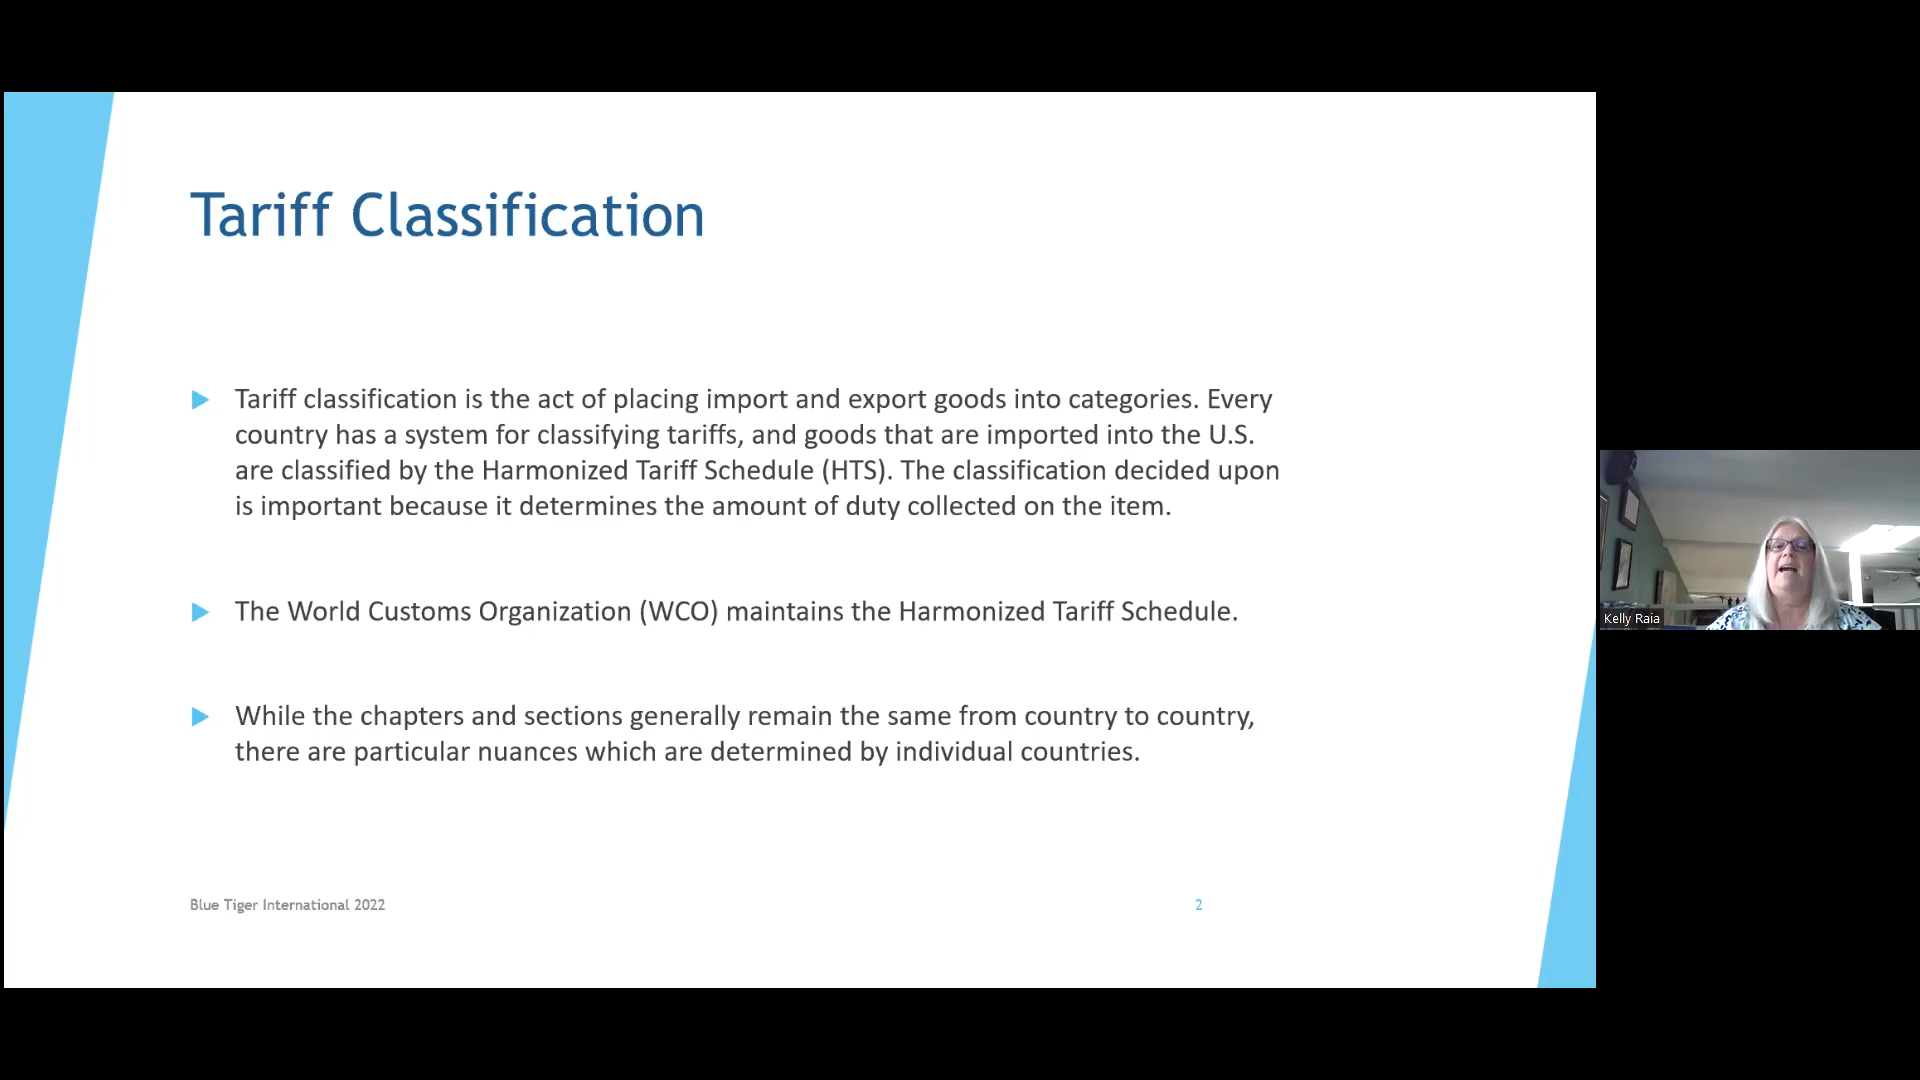 Tariff Classification
Tariff classification is the act of placing import and export goods into categories. Every
country has a system for classifying tariffs, and goods that are imported into the U.S.
are classified by the Harmonized Tariff Schedule (HTS). The classification decided upon
is important because it determines the amount of duty collected on the item.
The World Customs Organization (WCO) maintains the Harmonized Tariff Schedule.
While the chapters and sections generally remain the same from country to country,
there are particular nuances which are determined by individual countries.
Blue Tiger International 2022
2
Kelly Raia